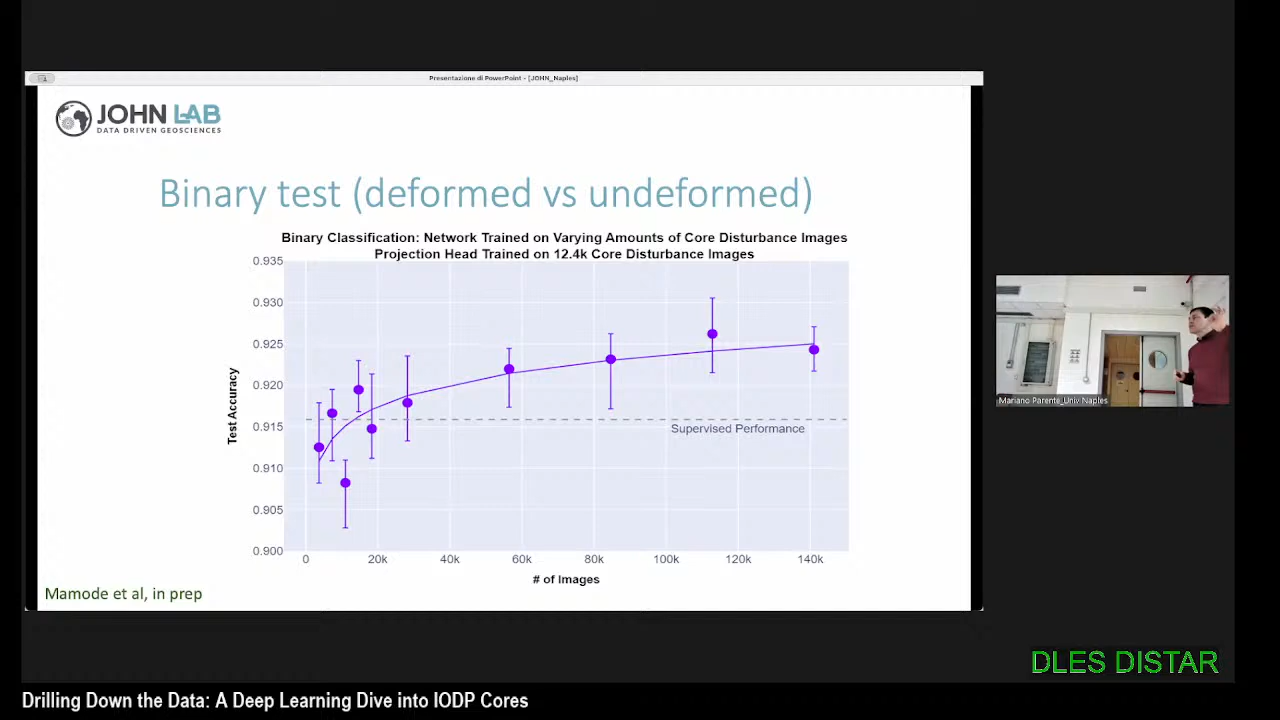 Presentazione di PowerPoint - [JOHN_Naples]
JOHN LAB
DATA DRIVEN GEOSCIENCES
Binary test (deformed vs undeformed)
Binary Classification: Network Trained on Varying Amounts of Core Disturbance Images
Projection Head Trained on 12.4k Core Disturbance Images
0.935
0.930
0.925
0.920
0.915
0.910
0.905
0.900
Test Accuracy
Supervised Performance
0 20k 40k 60k 80k 100k 120k 140k
# of Images
Mamode et al, in prep
Mariano Parente_Univ Naples
DLES DISTAR
Drilling Down the Data: A Deep Learning Dive into IODP Cores